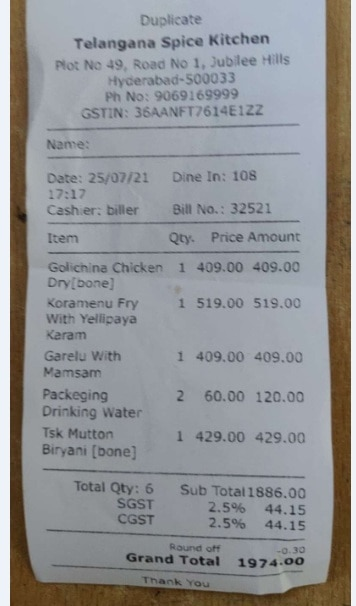 Duplicate
Telangana Spice Kitchen
Plot No 49, Road No 1, Jubilee Hills
Hyderabad-500033
Ph No: 9069169999
GSTIN: 36AANFT7614E1ZZ
Name:
Date: 25/07/21 Dine In: 108
17:17
Cashier: biller Bill No.: 32521
Item Qty. Price Amount
Golichina Chicken 1 409.00 409.00
Dry[bone]
Koramenu Fry 1 519.00 519.00
With Yellipaya
Karam
Garelu With 1 409.00 409.00
Mamsam
Packeging 2 60.00 120.00
Drinking Water
Tsk Mutton 1 429.00 429.00
Biryani [bone]
Total Qty: 6 Sub Total 1886.00
SGST 2.5% 44.15
CGST 2.5% 44.15
Round off -0.30
Grand Total 1974.00
Thank You